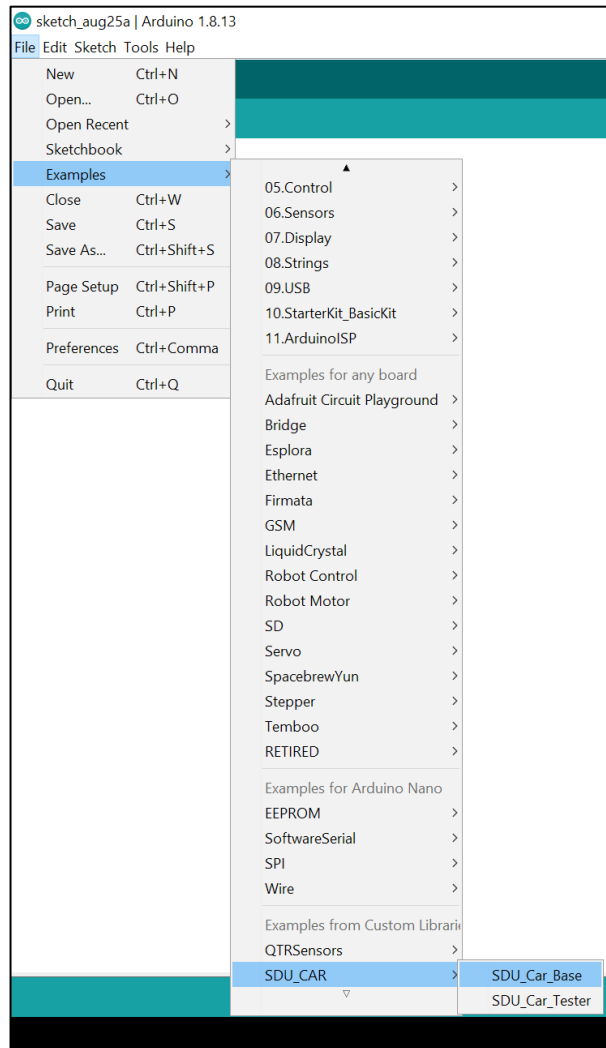 sketch_aug25a | Arduino 1.8.13
File Edit Sketch Tools Help
New Ctrl+N
Open... Ctrl+O
Open Recent
Sketchbook
Examples
Close Ctrl+W
Save Ctrl+S
Save As... Ctrl+Shift+S
Page Setup Ctrl+Shift+P
Print Ctrl+P
Preferences Ctrl+Comma
Quit Ctrl+Q
05.Control
06.Sensors
07.Display
08.Strings
09.USB
10.StarterKit_BasicKit
11.ArduinoISP
Examples for any board
Adafruit Circuit Playground
Bridge
Esplora
Ethernet
Firmata
GSM
LiquidCrystal
Robot Control
Robot Motor
SD
Servo
SpacebrewYun
Stepper
Temboo
RETIRED
Examples for Arduino Nano
EEPROM
SoftwareSerial
SPI
Wire
Examples from Custom Librari
QTRSensors
SDU_CAR
SDU_Car_Base
SDU_Car_Tester